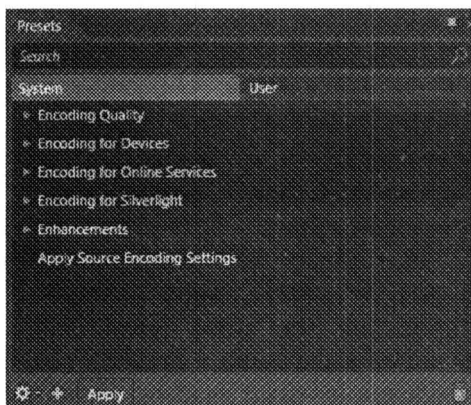 Presets
Search
System User
Encoding Quality
Encoding for Devices
Encoding for Online Services
Encoding for Silverlight
Enhancements
Apply Source Encoding Settings
Apply